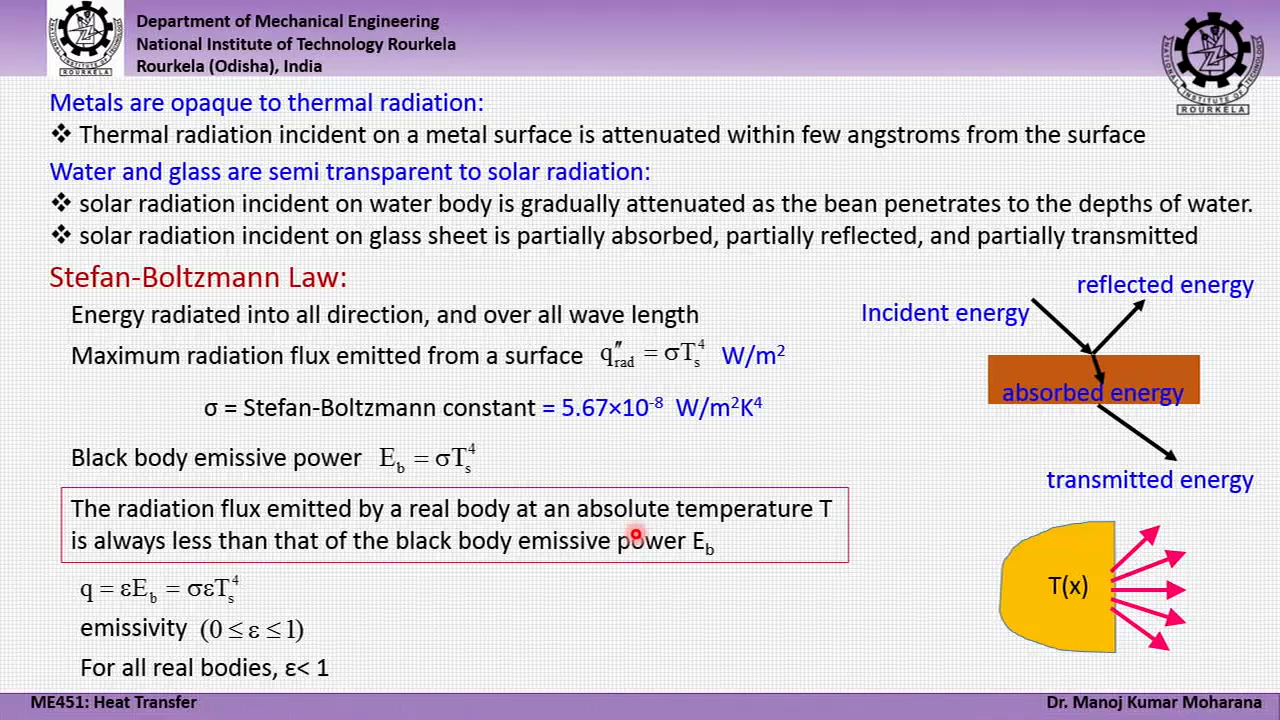 Department of Mechanical Engineering
National Institute of Technology Rourkela
Rourkela (Odisha), India
NATIONAL INSTITUTE OF TECHNOLOGY
ROURKELA
Metals are opaque to thermal radiation:
❖ Thermal radiation incident on a metal surface is attenuated within few angstroms from the surface
Water and glass are semi transparent to solar radiation:
❖ solar radiation incident on water body is gradually attenuated as the bean penetrates to the depths of water.
❖ solar radiation incident on glass sheet is partially absorbed, partially reflected, and partially transmitted
Stefan-Boltzmann Law:
Energy radiated into all direction, and over all wave length
Maximum radiation flux emitted from a surface q″rad = σTs⁴ W/m²
σ = Stefan-Boltzmann constant = 5.67×10⁻⁸ W/m²K⁴
Black body emissive power Eb = σTs⁴
The radiation flux emitted by a real body at an absolute temperature T
is always less than that of the black body emissive power Eb
q = εEb = σεTs⁴
emissivity (0 ≤ ε ≤ 1)
For all real bodies, ε< 1
reflected energy
Incident energy
absorbed energy
transmitted energy
T(x)
ME451: Heat Transfer
Dr. Manoj Kumar Moharana